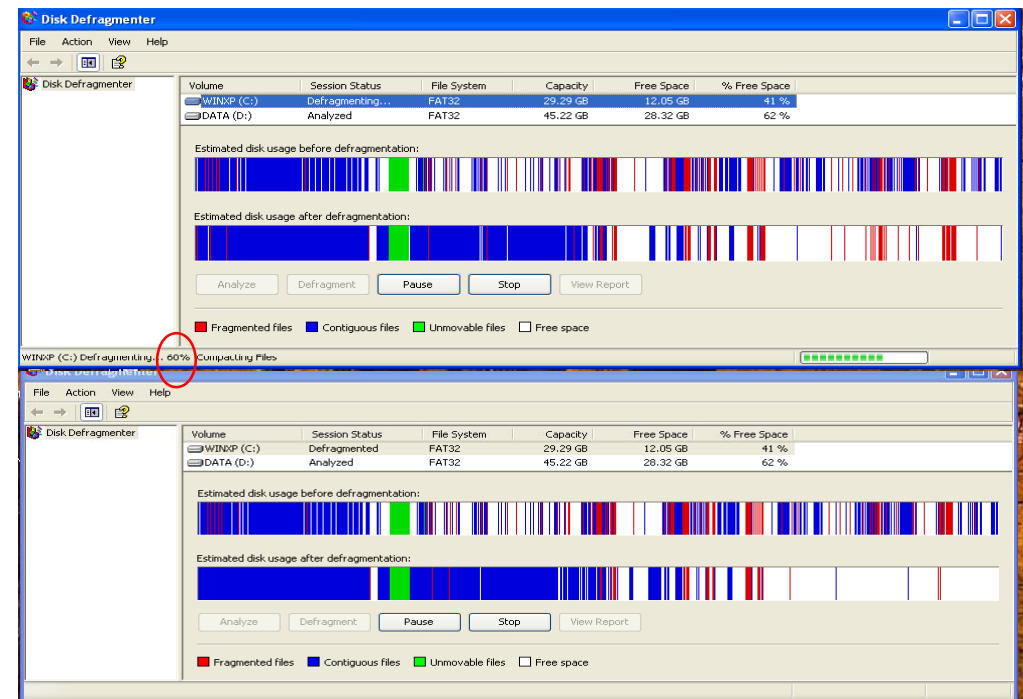 Disk Defragmenter
File Action View Help
Disk Defragmenter
Volume Session Status File System Capacity Free Space % Free Space
WINXP (C:) Defragmenting... FAT32 29.29 GB 12.05 GB 41 %
DATA (D:) Analyzed FAT32 45.22 GB 28.32 GB 62 %
Estimated disk usage before defragmentation:
Estimated disk usage after defragmentation:
Analyze Defragment Pause Stop View Report
Fragmented files Contiguous files Unmovable files Free space
WINXP (C:) Defragmenting... 60% Compacting Files
Disk Defragmenter
File Action View Help
Disk Defragmenter
Volume Session Status File System Capacity Free Space % Free Space
WINXP (C:) Defragmented FAT32 29.29 GB 12.05 GB 41 %
DATA (D:) Analyzed FAT32 45.22 GB 28.32 GB 62 %
Estimated disk usage before defragmentation:
Estimated disk usage after defragmentation:
Analyze Defragment Pause Stop View Report
Fragmented files Contiguous files Unmovable files Free space